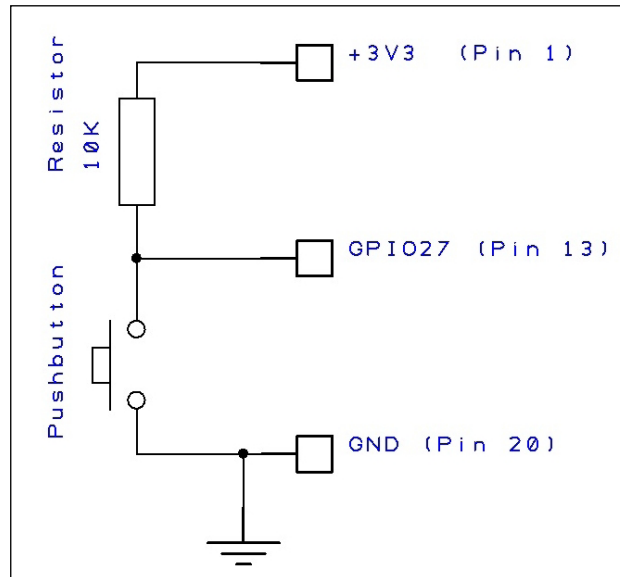 +3V3 (Pin 1)
Resistor
10K
GPIO27 (Pin 13)
Pushbutton
GND (Pin 20)